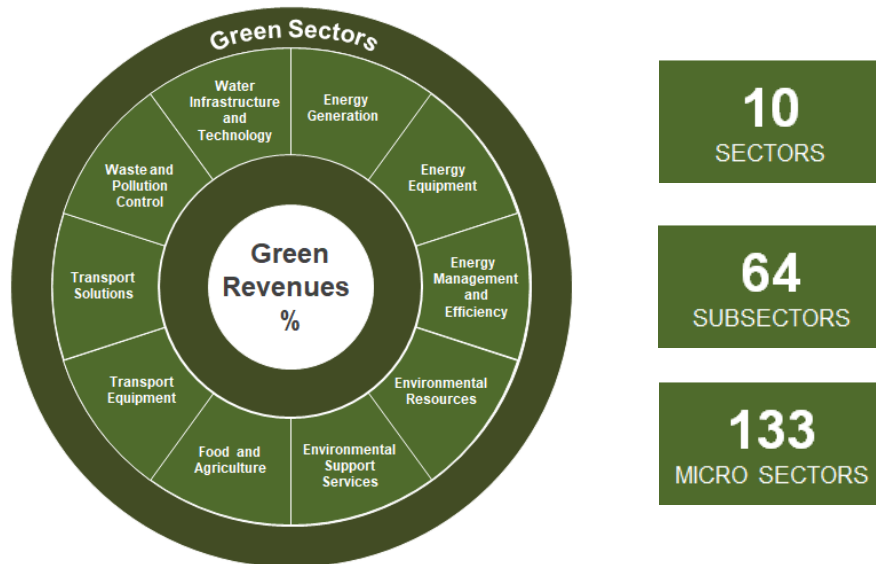 Green Sectors
Water
Infrastructure
and
Technology
Energy
Generation
Energy
Equipment
Energy
Management
and
Efficiency
Environmental
Resources
Environmental
Support
Services
Food and
Agriculture
Transport
Equipment
Transport
Solutions
Waste and
Pollution
Control
Green
Revenues
%
10
SECTORS
64
SUBSECTORS
133
MICRO SECTORS